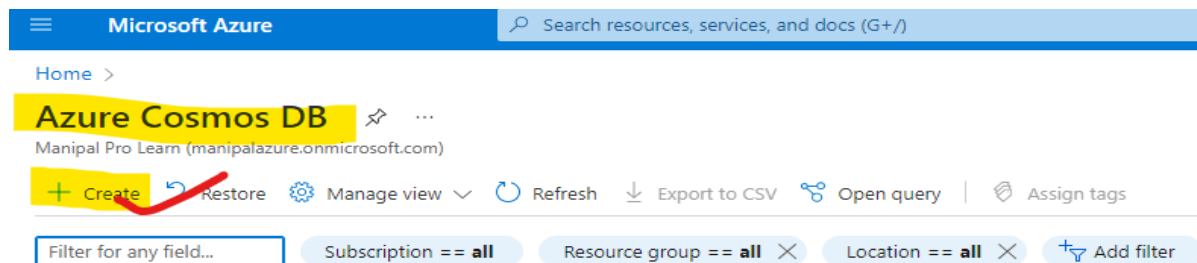 Microsoft Azure Search resources, services, and docs (G+/)
Home >
Azure Cosmos DB ...
Manipal Pro Learn (manipalazure.onmicrosoft.com)
+ Create Restore Manage view Refresh Export to CSV Open query Assign tags
Filter for any field... Subscription == all Resource group == all Location == all Add filter